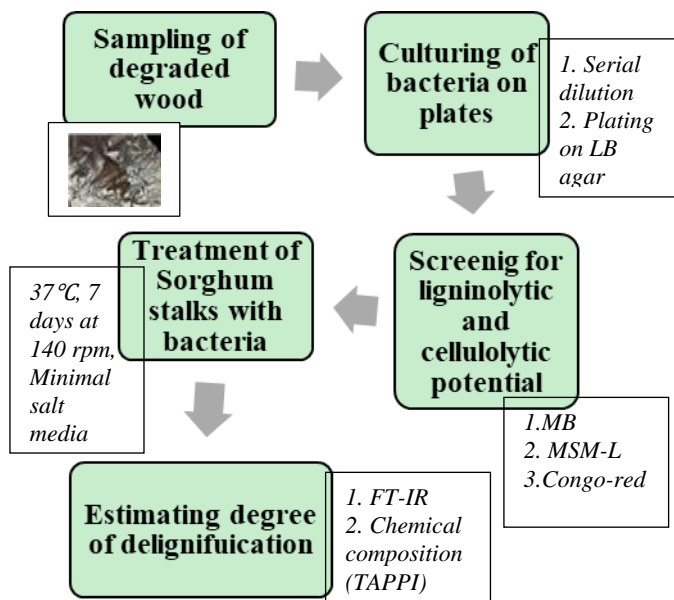 Sampling of
degraded
wood
Culturing of
bacteria on
plates
1. Serial
dilution
2. Plating
on LB
agar
Screenig for
ligninolytic
and
cellulolytic
potential
1.MB
2. MSM-L
3.Congo-red
Treatment of
Sorghum
stalks with
bacteria
37℃, 7
days at
140 rpm,
Minimal
salt
media
Estimating degree
of delignifuication
1. FT-IR
2. Chemical
composition
(TAPPI)